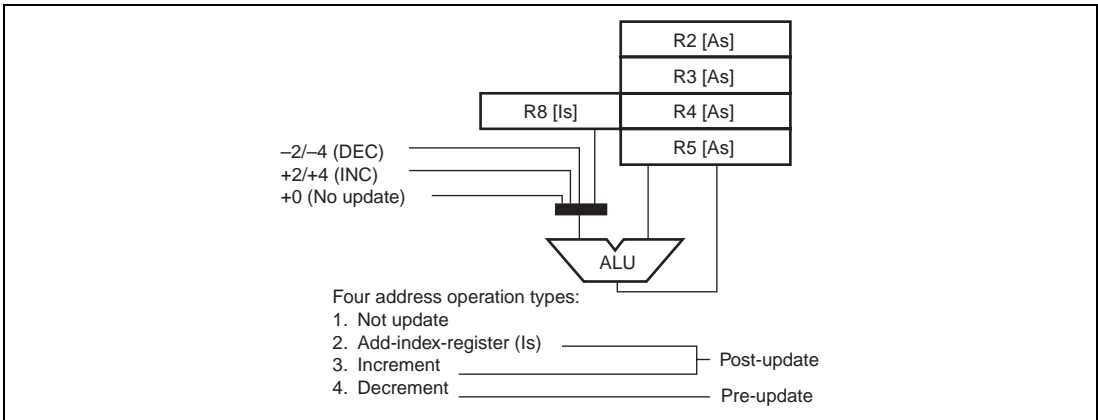 R2 [As]
R3 [As]
R8 [Is]
R4 [As]
R5 [As]
–2/–4 (DEC)
+2/+4 (INC)
+0 (No update)
ALU
Four address operation types:
1. Not update
2. Add-index-register (Is)
3. Increment
Post-update
4. Decrement
Pre-update